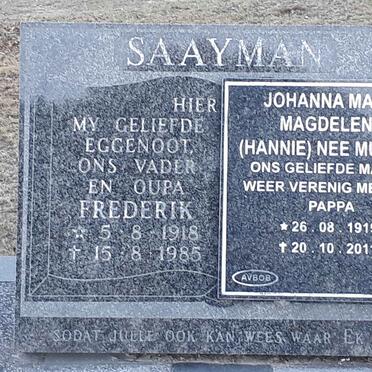 SAAYMAN
HIER
MY GELIEFDE
EGGENOOT,
ONS VADER
EN OUPA
FREDERIK
☆ 5 8 1918
✝ 15 8 1985
JOHANNA MA
MAGDELEN
(HANNIE) NEE MU
ONS GELIEFDE MA
WEER VERENIG ME
PAPPA
★ 26. 08. 191
✝ 20. 10. 201
AVBOB
SODAT JULLE OOK KAN WEES WAAR EK